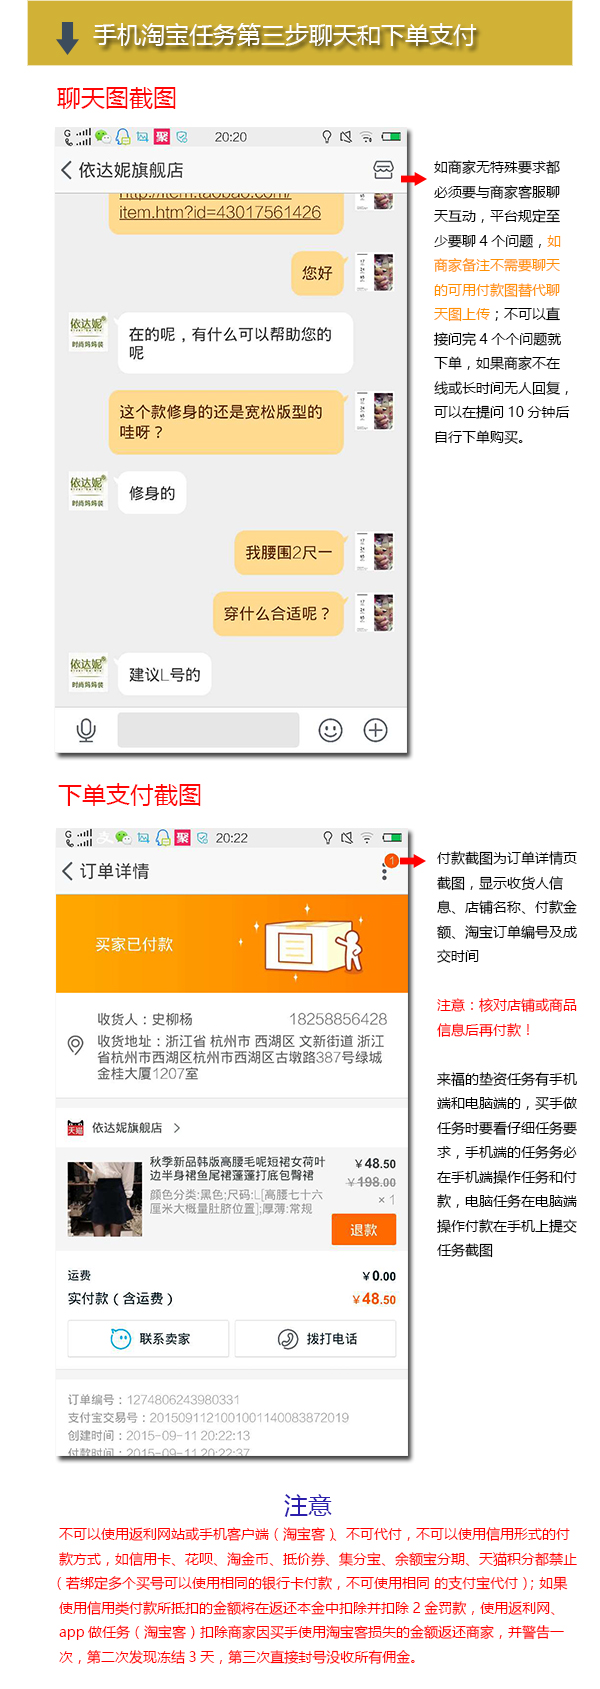 手机淘宝任务第三步聊天和下单支付
聊天图截图
20:20
依达妮旗舰店
http://item.taobao.com/
item.htm?id=43017561426
您好
依达妮
时尚妈妈装
在的呢，有什么可以帮助您的
呢
这个款修身的还是宽松版型的
哇呀？
依达妮
时尚妈妈装
修身的
我腰围2尺一
穿什么合适呢？
依达妮
时尚妈妈装
建议L号的
如商家无特殊要求都
必须要与商家客服聊
天互动，平台规定至
少要聊 4 个问题，如
商家备注不需要聊天
的可用付款图替代聊
天图上传；不可以直
接问完 4 个个问题就
下单，如果商家不在
线或长时间无人回复，
可以在提问 10 分钟后
自行下单购买。
下单支付截图
20:22
订单详情
1
买家已付款
收货人：史柳杨
18258856428
收货地址：浙江省 杭州市 西湖区 文新街道 浙江
省杭州市西湖区杭州市西湖区古墩路387号绿城
金桂大厦1207室
天猫 依达妮旗舰店 >
秋季新品韩版高腰毛呢短裙女荷叶
边半身裙鱼尾裙蓬蓬打底包臀裙
颜色分类:黑色;尺码:L[高腰七十六
厘米大概量肚脐位置];厚薄:常规
￥48.50
￥198.00
× 1
退款
运费
￥0.00
实付款（含运费）
￥48.50
联系卖家
拨打电话
订单编号：1274806243980331
支付宝交易号：2015091121001001140083872019
创建时间：2015-09-11 20:22:13
付款时间：2015-09-11 20:22:37
付款截图为订单详情页
截图，显示收货人信
息、店铺名称、付款金
额、淘宝订单编号及成
交时间
注意：核对店铺或商品
信息后再付款！
来福的垫资任务有手机
端和电脑端的，买手做
任务时要看仔细任务要
求，手机端的任务务必
在手机端操作任务和付
款，电脑任务在电脑端
操作付款在手机上提交
任务截图
注意
不可以使用返利网站或手机客户端（淘宝客）、不可代付，不可以使用信用形式的付
款方式，如信用卡、花呗、淘金币、抵价券、集分宝、余额宝分期、天猫积分都禁止
（若绑定多个买号可以使用相同的银行卡付款，不可使用相同 的支付宝代付）；如果
使用信用类付款所抵扣的金额将在返还本金中扣除并扣除 2 金罚款，使用返利网、
app 做任务（淘宝客）扣除商家因买手使用淘宝客损失的金额返还商家，并警告一
次，第二次发现冻结 3 天，第三次直接封号没收所有佣金。